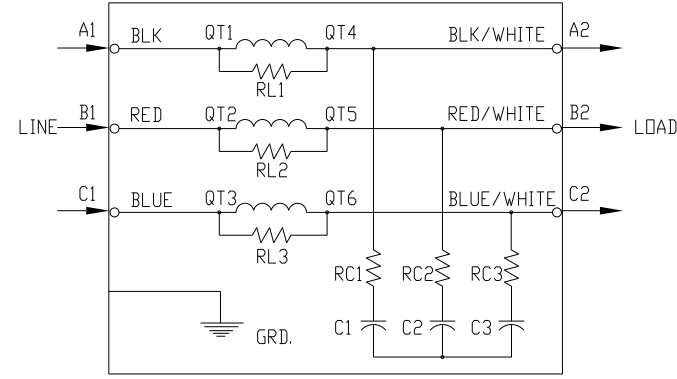 A1 BLK QT1 QT4 BLK/WHITE A2
RL1
LINE B1 RED QT2 QT5 RED/WHITE B2 LOAD
RL2
C1 BLUE QT3 QT6 BLUE/WHITE C2
RL3
RC1 RC2 RC3
GRD. C1 C2 C3